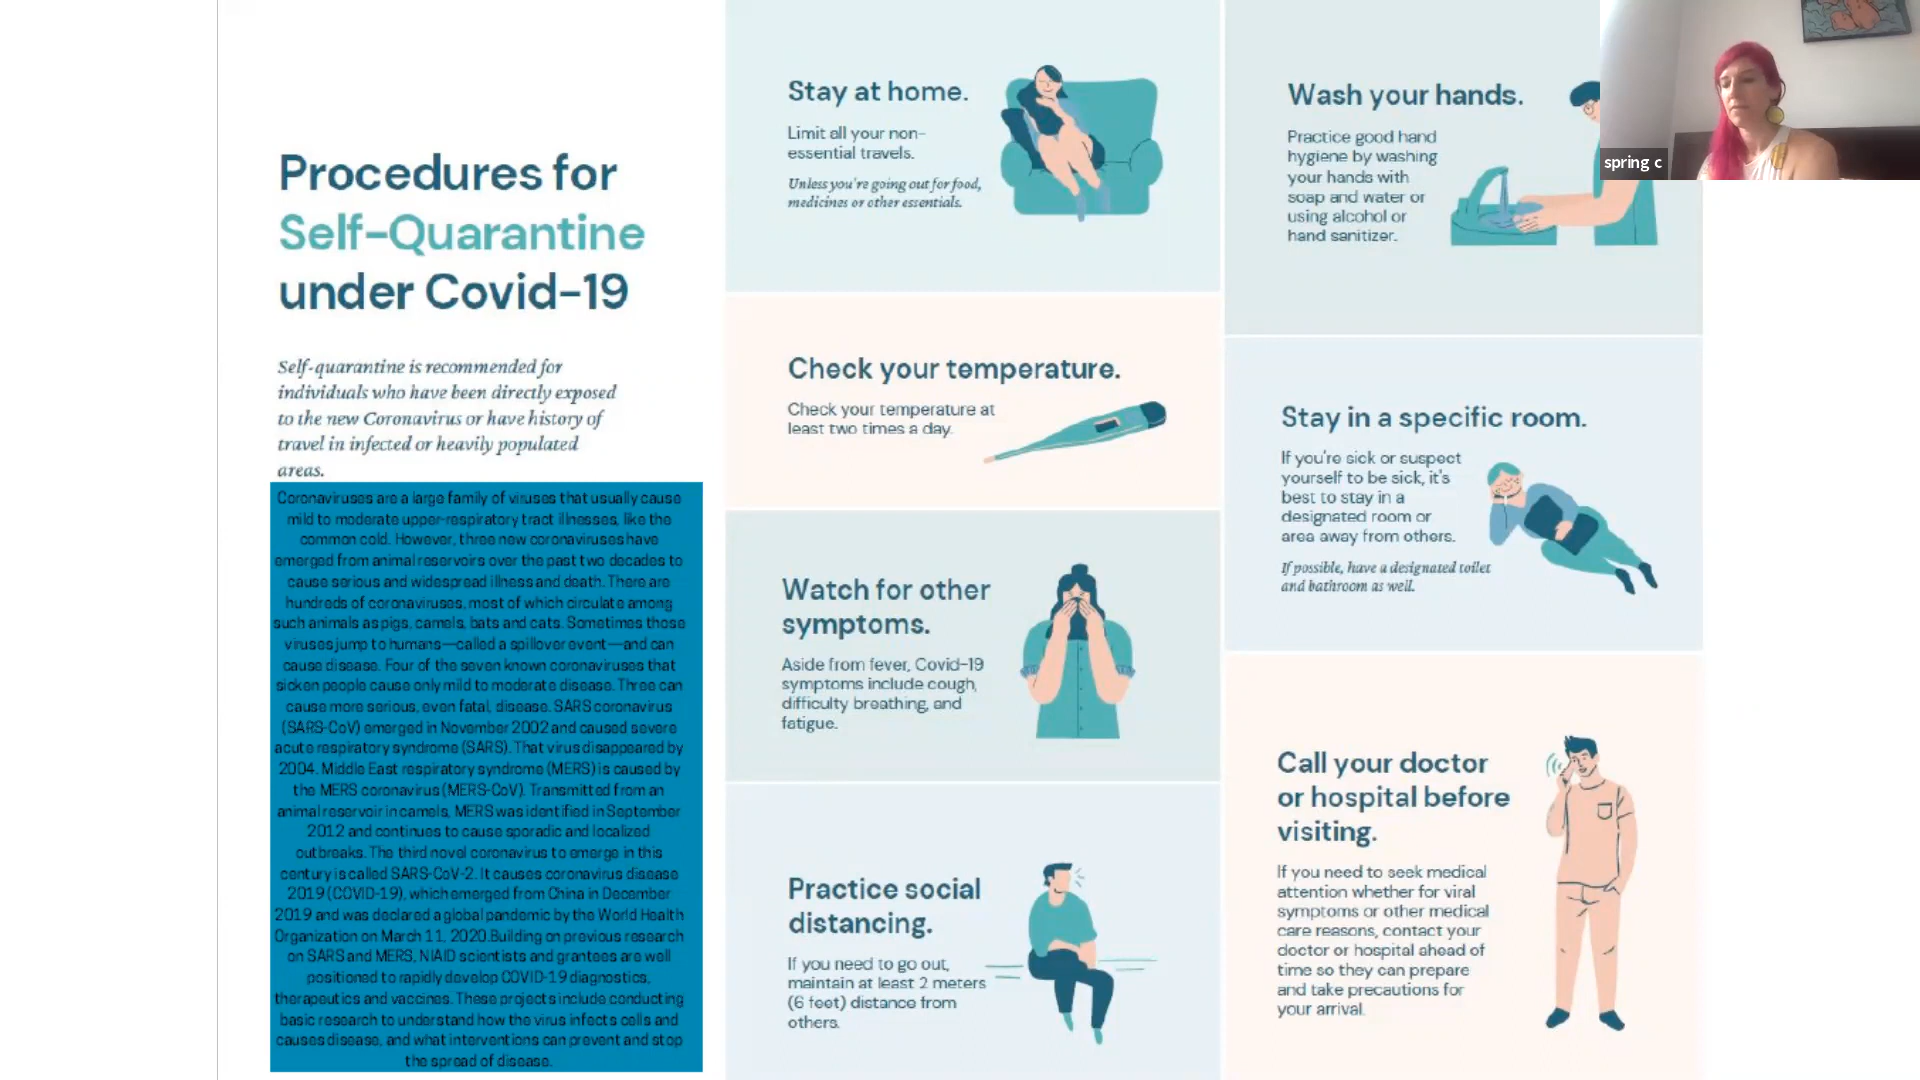 Procedures for
Self-Quarantine
under Covid-19
Self-quarantine is recommended for
individuals who have been directly exposed
to the new Coronavirus or have history of
travel in infected or heavily populated
areas.
Coronaviruses are a large family of viruses that usually cause
mild to moderate upper-respiratory tract illnesses, like the
common cold. However, three new coronaviruses have
emerged from animal reservoirs over the past two decades to
cause serious and widespread illness and death. There are
hundreds of coronaviruses, most of which circulate among
such animals as pigs, camels, bats and cats. Sometimes those
viruses jump to humans—called a spillover event—and can
cause disease. Four of the seven known coronaviruses that
sicken people cause only mild to moderate disease. Three can
cause more serious, even fatal, disease. SARS coronavirus
(SARS-CoV) emerged in November 2002 and caused severe
acute respiratory syndrome (SARS). That virus disappeared by
2004. Middle East respiratory syndrome (MERS) is caused by
the MERS coronavirus (MERS-CoV). Transmitted from an
animal reservoir in camels, MERS was identified in September
2012 and continues to cause sporadic and localized
outbreaks. The third novel coronavirus to emerge in this
century is called SARS-CoV-2. It causes coronavirus disease
2019 (COVID-19), which emerged from China in December
2019 and was declared a global pandemic by the World Health
Organization on March 11, 2020.Building on previous research
on SARS and MERS, NIAID scientists and grantees are well
positioned to rapidly develop COVID-19 diagnostics,
therapeutics and vaccines. These projects include conducting
basic research to understand how the virus infects cells and
causes disease, and what interventions can prevent and stop
the spread of disease.
Stay at home.
Limit all your non-
essential travels.
Unless you're going out for food,
medicines or other essentials.
Check your temperature.
Check your temperature at
least two times a day.
Watch for other
symptoms.
Aside from fever, Covid-19
symptoms include cough,
difficulty breathing, and
fatigue.
Practice social
distancing.
If you need to go out,
maintain at least 2 meters
(6 feet) distance from
others.
Wash your hands.
Practice good hand
hygiene by washing
your hands with
soap and water or
using alcohol or
hand sanitizer.
Stay in a specific room.
If you're sick or suspect
yourself to be sick, it's
best to stay in a
designated room or
area away from others.
If possible, have a designated toilet
and bathroom as well.
Call your doctor
or hospital before
visiting.
If you need to seek medical
attention whether for viral
symptoms or other medical
care reasons, contact your
doctor or hospital ahead of
time so they can prepare
and take precautions for
your arrival.
spring c